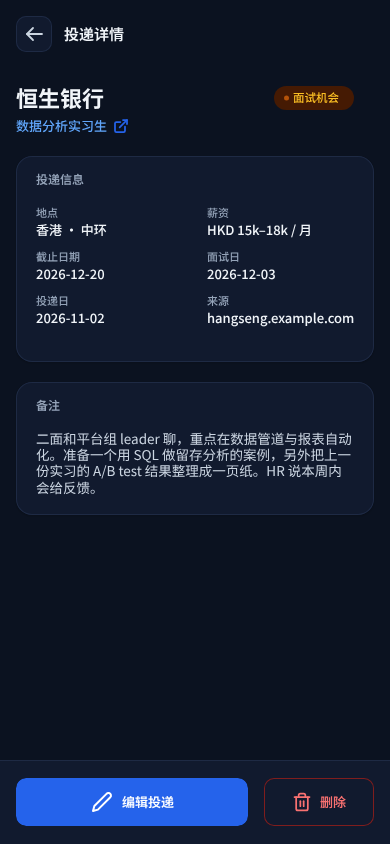 投递详情
恒生银行
面试机会
数据分析实习生
投递信息
地点
薪资
香港 · 中环
HKD 15k–18k / 月
截止日期
面试日
2026-12-20
2026-12-03
投递日
来源
2026-11-02
hangseng.example.com
备注
二面和平台组 leader 聊，重点在数据管道与报表自动
化。准备一个用 SQL 做留存分析的案例，另外把上一
份实习的 A/B test 结果整理成一页纸。HR 说本周内
会给反馈。
编辑投递
删除